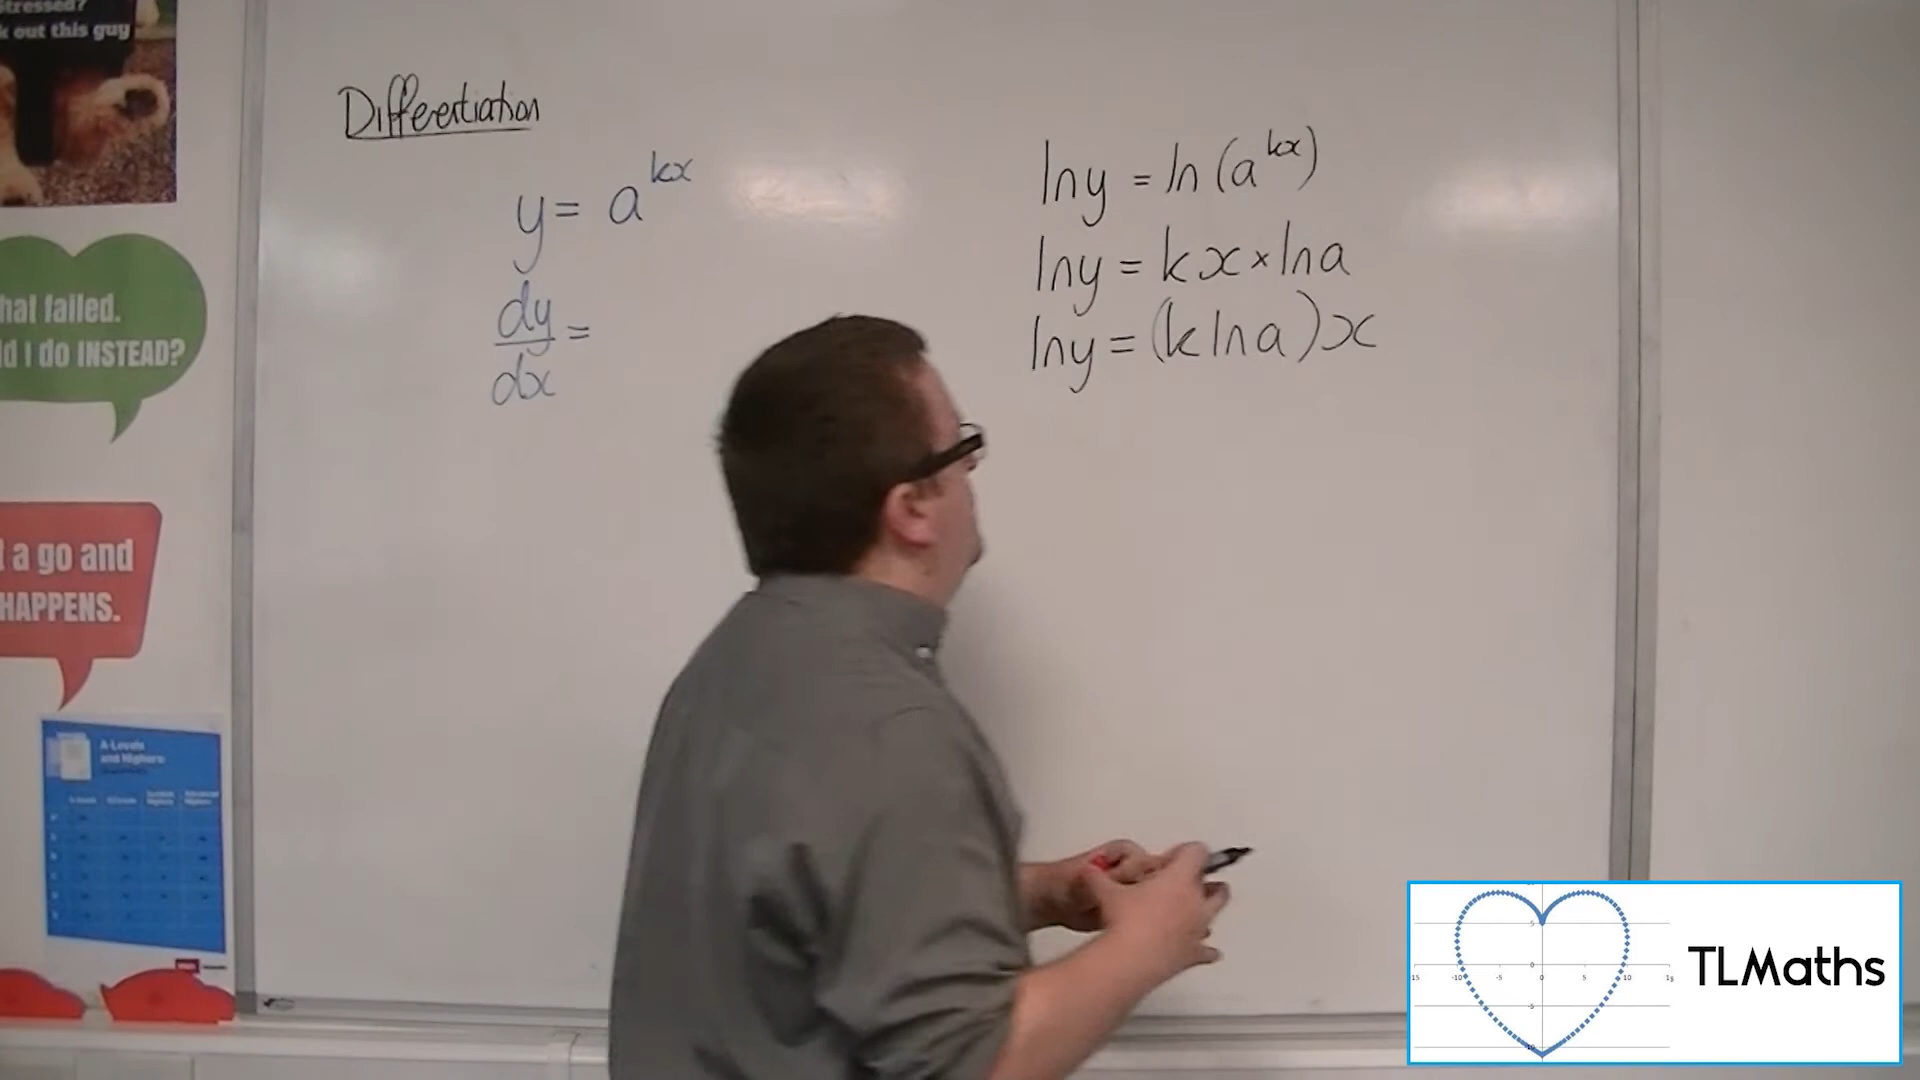 Stressed?
k out this guy
Differentiation
y = a^{kx}
dy/dx =
ln y = ln(a^{kx})
ln y = kx × ln a
ln y = (k ln a)x
hat failed.
d I do INSTEAD?
a go and
HAPPENS.
A-Levels
and Highers
TLMaths